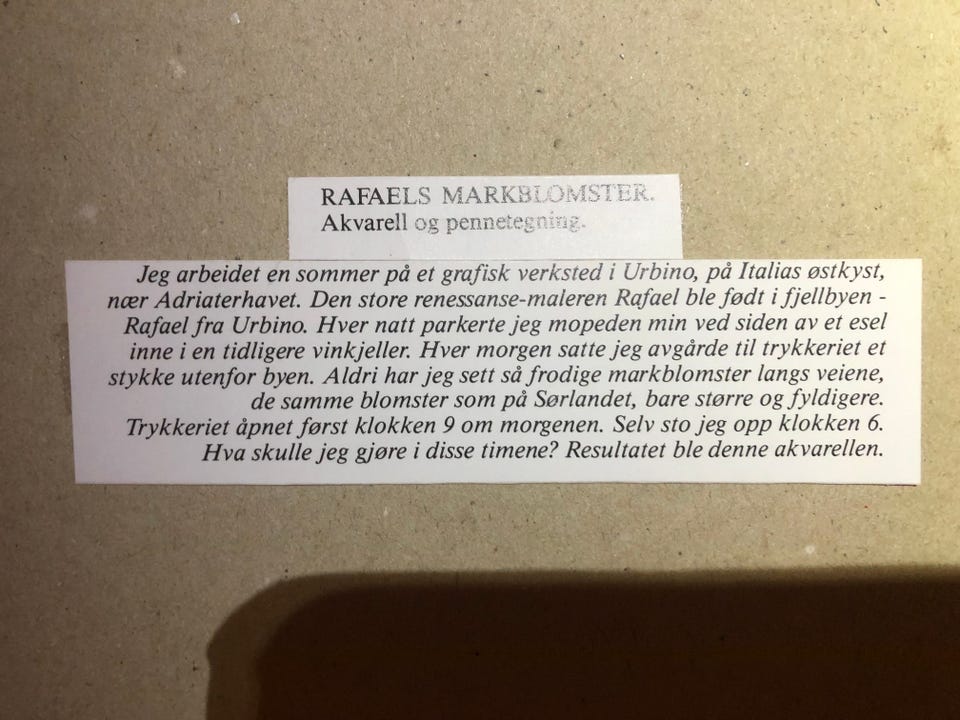 RAFAELS MARKBLOMSTER.
Akvarell og pennetegning.
Jeg arbeidet en sommer på et grafisk verksted i Urbino, på Italias østkyst,
nær Adriaterhavet. Den store renessanse-maleren Rafael ble født i fjellbyen -
Rafael fra Urbino. Hver natt parkerte jeg mopeden min ved siden av et esel
inne i en tidligere vinkjeller. Hver morgen satte jeg avgårde til trykkeriet et
stykke utenfor byen. Aldri har jeg sett så frodige markblomster langs veiene,
de samme blomster som på Sørlandet, bare større og fyldigere.
Trykkeriet åpnet først klokken 9 om morgenen. Selv sto jeg opp klokken 6.
Hva skulle jeg gjøre i disse timene? Resultatet ble denne akvarellen.